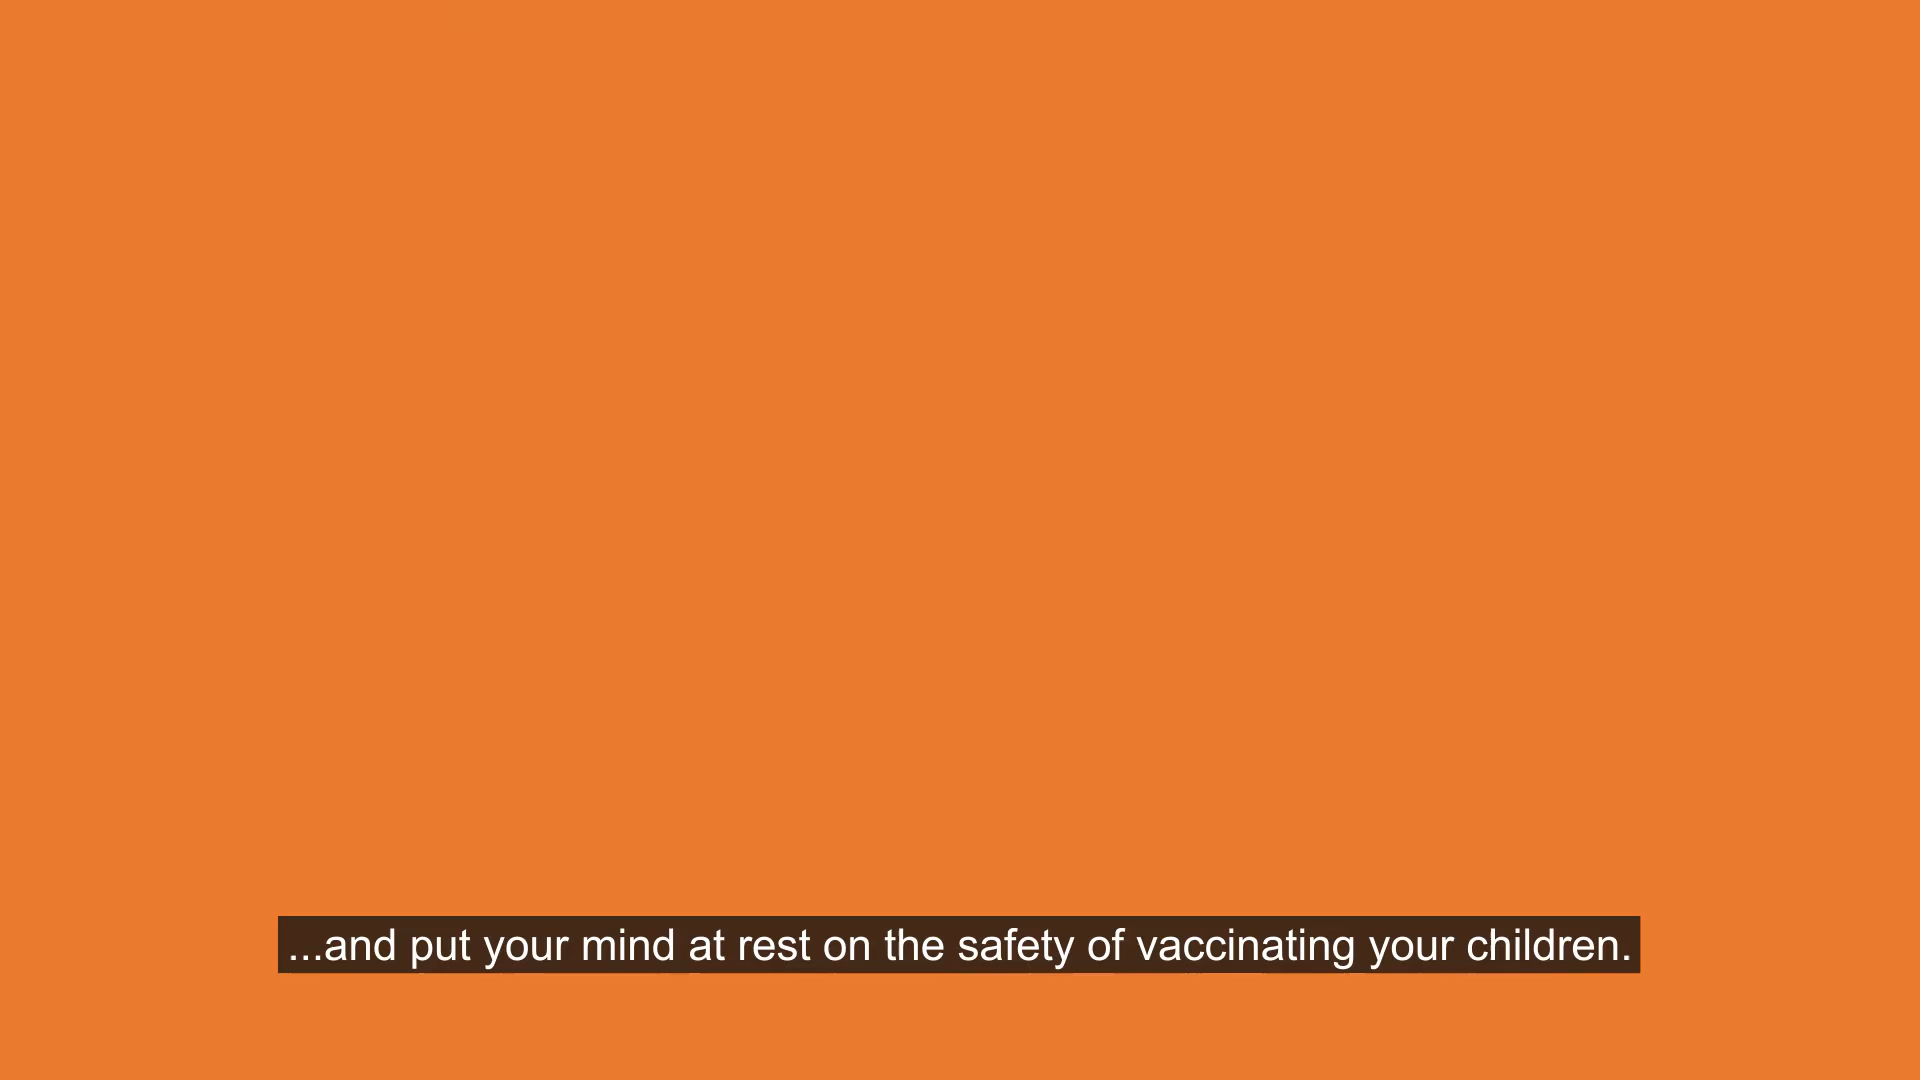 ...and put your mind at rest on the safety of vaccinating your children.